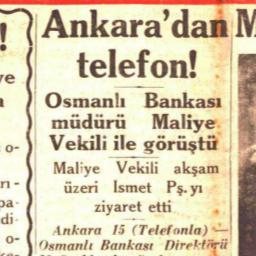 Ankara'dan
telefon!
Osmanlı Bankası
müdürü Maliye
Vekili ile görüştü
Maliye Vekili akşam
üzeri Ismet Pş.yı
ziyaret etti
Ankara 15 (Telefonla) —
Osmanlı Bankası Direktörü